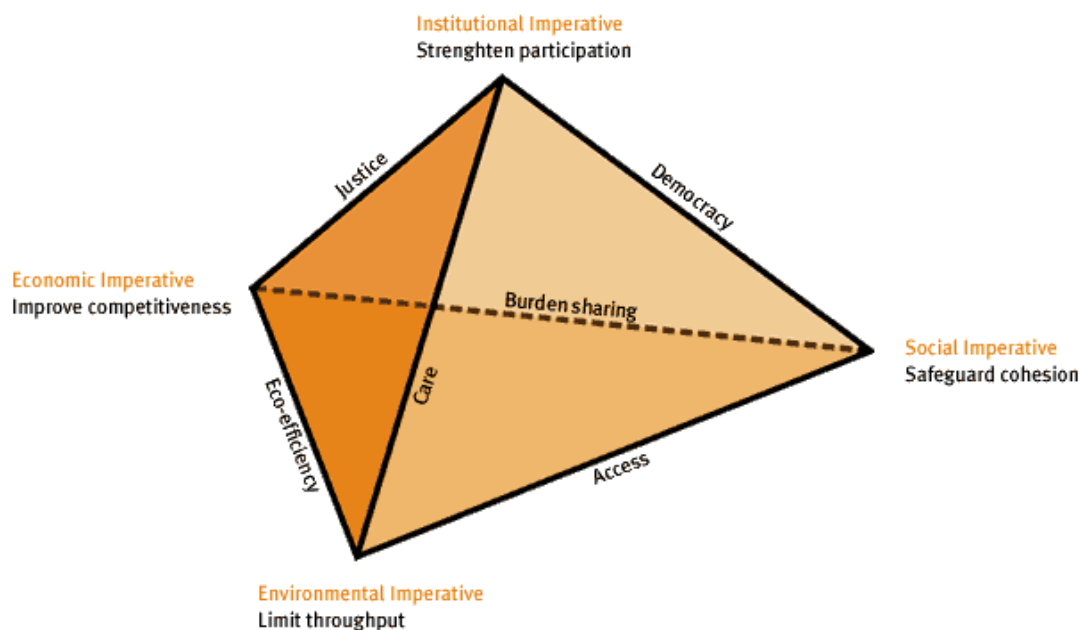 Institutional Imperative
Strenghten participation
Justice
Democracy
Economic Imperative
Improve competitiveness
Burden sharing
Social Imperative
Safeguard cohesion
Eco-efficiency
Care
Access
Environmental Imperative
Limit throughput